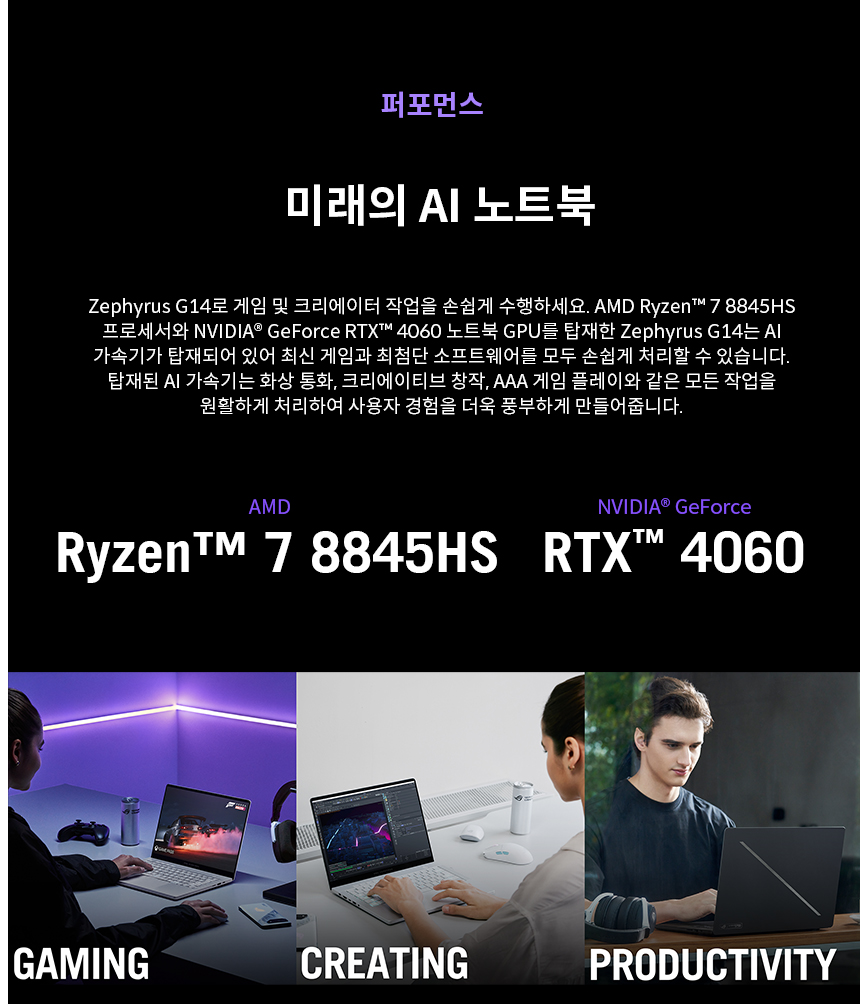 퍼포먼스
미래의 AI 노트북
Zephyrus G14로 게임 및 크리에이터 작업을 손쉽게 수행하세요. AMD Ryzen™ 7 8845HS
프로세서와 NVIDIA® GeForce RTX™ 4060 노트북 GPU를 탑재한 Zephyrus G14는 AI
가속기가 탑재되어 있어 최신 게임과 최첨단 소프트웨어를 모두 손쉽게 처리할 수 있습니다.
탑재된 AI 가속기는 화상 통화, 크리에이티브 창작, AAA 게임 플레이와 같은 모든 작업을
원활하게 처리하여 사용자 경험을 더욱 풍부하게 만들어줍니다.
AMD
Ryzen™ 7 8845HS
NVIDIA® GeForce
RTX™ 4060
GAMING
CREATING
PRODUCTIVITY